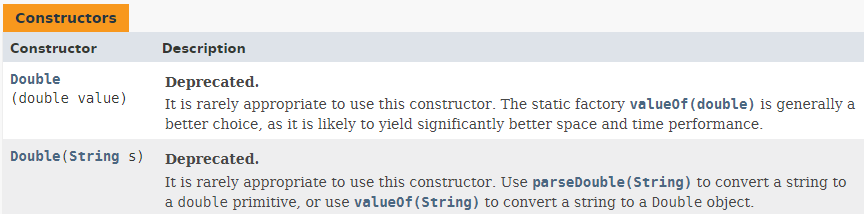 Constructors
Constructor Description
Double
(double value)
Deprecated.
It is rarely appropriate to use this constructor. The static factory valueOf(double) is generally a
better choice, as it is likely to yield significantly better space and time performance.
Double(String s)
Deprecated.
It is rarely appropriate to use this constructor. Use parseDouble(String) to convert a string to
a double primitive, or use valueOf(String) to convert a string to a Double object.